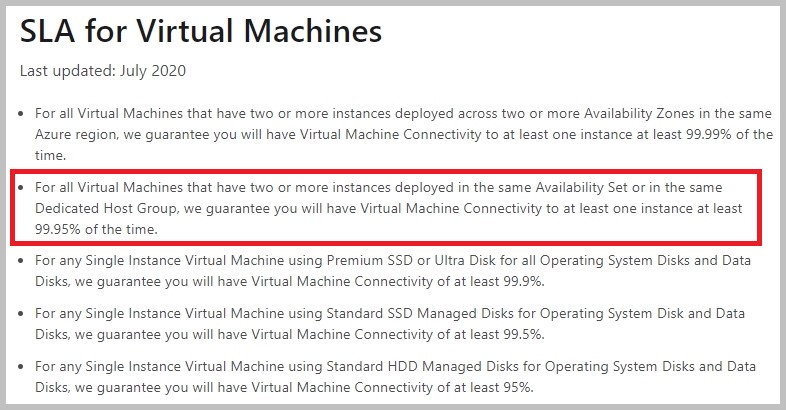 SLA for Virtual Machines
Last updated: July 2020
For all Virtual Machines that have two or more instances deployed across two or more Availability Zones in the same
Azure region, we guarantee you will have Virtual Machine Connectivity to at least one instance at least 99.99% of the
time.
For all Virtual Machines that have two or more instances deployed in the same Availability Set or in the same
Dedicated Host Group, we guarantee you will have Virtual Machine Connectivity to at least one instance at least
99.95% of the time.
For any Single Instance Virtual Machine using Premium SSD or Ultra Disk for all Operating System Disks and Data
Disks, we guarantee you will have Virtual Machine Connectivity of at least 99.9%.
For any Single Instance Virtual Machine using Standard SSD Managed Disks for Operating System Disk and Data
Disks, we guarantee you will have Virtual Machine Connectivity of at least 99.5%.
For any Single Instance Virtual Machine using Standard HDD Managed Disks for Operating System Disks and Data
Disks, we guarantee you will have Virtual Machine Connectivity of at least 95%.